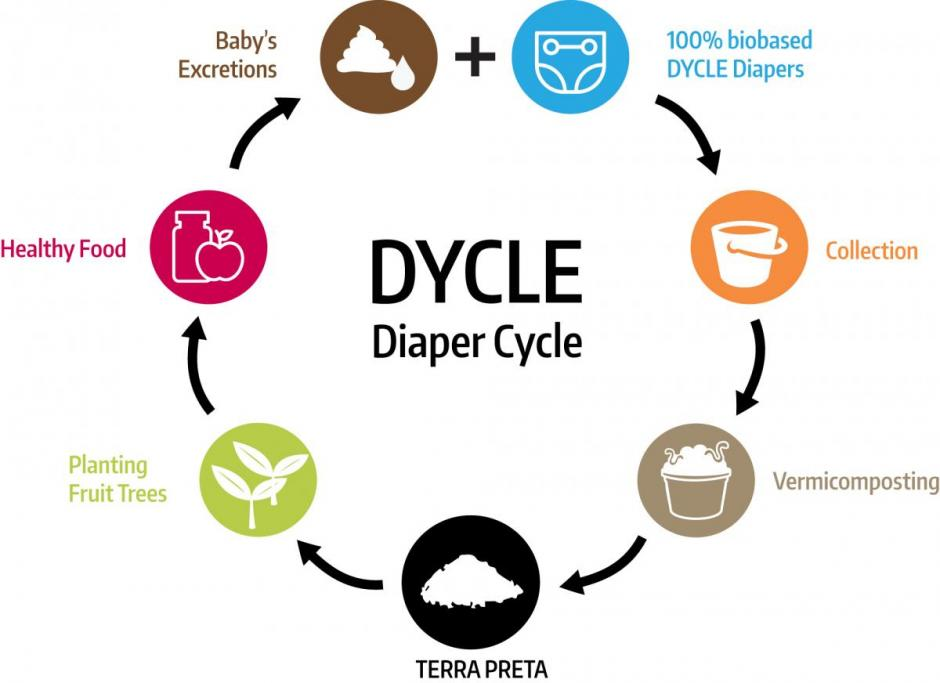 Baby's
Excretions
100% biobased
DYCLE Diapers
Collection
Vermicomposting
TERRA PRETA
Planting
Fruit Trees
Healthy Food
DYCLE
Diaper Cycle